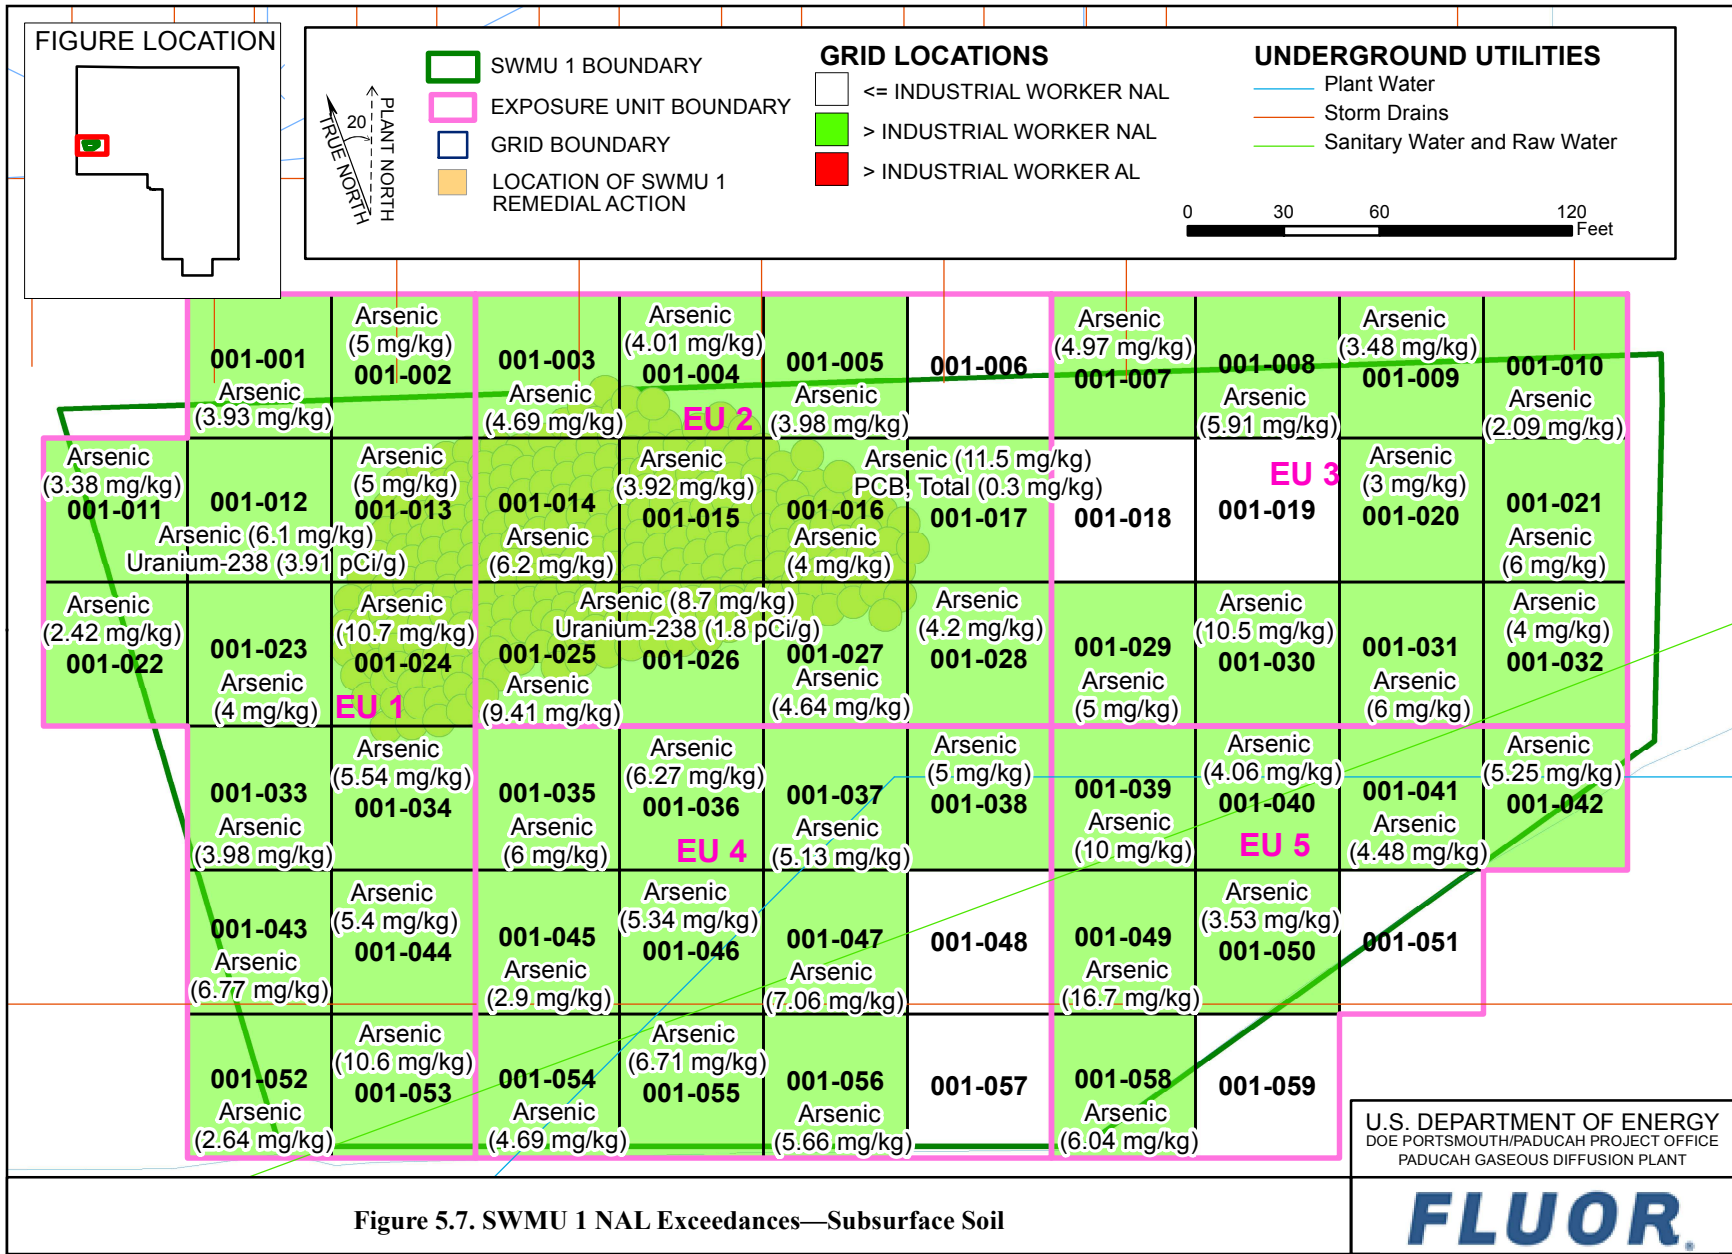 FIGURE LOCATION
TRUE NORTH
20
PLANT NORTH
SWMU 1 BOUNDARY
EXPOSURE UNIT BOUNDARY
GRID BOUNDARY
LOCATION OF SWMU 1
REMEDIAL ACTION
GRID LOCATIONS
<= INDUSTRIAL WORKER NAL
> INDUSTRIAL WORKER NAL
> INDUSTRIAL WORKER AL
UNDERGROUND UTILITIES
Plant Water
Storm Drains
Sanitary Water and Raw Water
0 30 60 120
Feet
001-001
Arsenic
(3.93 mg/kg)
Arsenic
(5 mg/kg)
001-002
001-003
Arsenic
(4.69 mg/kg)
Arsenic
(4.01 mg/kg)
001-004
EU 2
001-005
Arsenic
(3.98 mg/kg)
001-006
Arsenic
(4.97 mg/kg)
001-007
001-008
Arsenic
(5.91 mg/kg)
Arsenic
(3.48 mg/kg)
001-009
001-010
Arsenic
(2.09 mg/kg)
Arsenic
(3.38 mg/kg)
001-011
001-012
Arsenic (6.1 mg/kg)
Uranium-238 (3.91 pCi/g)
Arsenic
(5 mg/kg)
001-013
001-014
Arsenic
(6.2 mg/kg)
Arsenic
(3.92 mg/kg)
001-015
001-016
Arsenic
(4 mg/kg)
Arsenic (11.5 mg/kg)
PCB, Total (0.3 mg/kg)
001-017
001-018
EU 3
001-019
Arsenic
(3 mg/kg)
001-020
001-021
Arsenic
(6 mg/kg)
Arsenic
(2.42 mg/kg)
001-022
001-023
Arsenic
(4 mg/kg)
Arsenic
(10.7 mg/kg)
001-024
EU 1
001-025
Arsenic
(9.41 mg/kg)
Arsenic (8.7 mg/kg)
Uranium-238 (1.8 pCi/g)
001-026
001-027
Arsenic
(4.64 mg/kg)
Arsenic
(4.2 mg/kg)
001-028
001-029
Arsenic
(5 mg/kg)
Arsenic
(10.5 mg/kg)
001-030
001-031
Arsenic
(6 mg/kg)
Arsenic
(4 mg/kg)
001-032
001-033
Arsenic
(3.98 mg/kg)
Arsenic
(5.54 mg/kg)
001-034
001-035
Arsenic
(6 mg/kg)
Arsenic
(6.27 mg/kg)
001-036
EU 4
001-037
Arsenic
(5.13 mg/kg)
Arsenic
(5 mg/kg)
001-038
001-039
Arsenic
(10 mg/kg)
Arsenic
(4.06 mg/kg)
001-040
EU 5
001-041
Arsenic
(4.48 mg/kg)
Arsenic
(5.25 mg/kg)
001-042
001-043
Arsenic
(6.77 mg/kg)
Arsenic
(5.4 mg/kg)
001-044
001-045
Arsenic
(2.9 mg/kg)
Arsenic
(5.34 mg/kg)
001-046
001-047
Arsenic
(7.06 mg/kg)
001-048
001-049
Arsenic
(16.7 mg/kg)
Arsenic
(3.53 mg/kg)
001-050
001-051
001-052
Arsenic
(2.64 mg/kg)
Arsenic
(10.6 mg/kg)
001-053
001-054
Arsenic
(4.69 mg/kg)
Arsenic
(6.71 mg/kg)
001-055
001-056
Arsenic
(5.66 mg/kg)
001-057
001-058
Arsenic
(6.04 mg/kg)
001-059
U.S. DEPARTMENT OF ENERGY
DOE PORTSMOUTH/PADUCAH PROJECT OFFICE
PADUCAH GASEOUS DIFFUSION PLANT
Figure 5.7. SWMU 1 NAL Exceedances—Subsurface Soil
FLUOR®